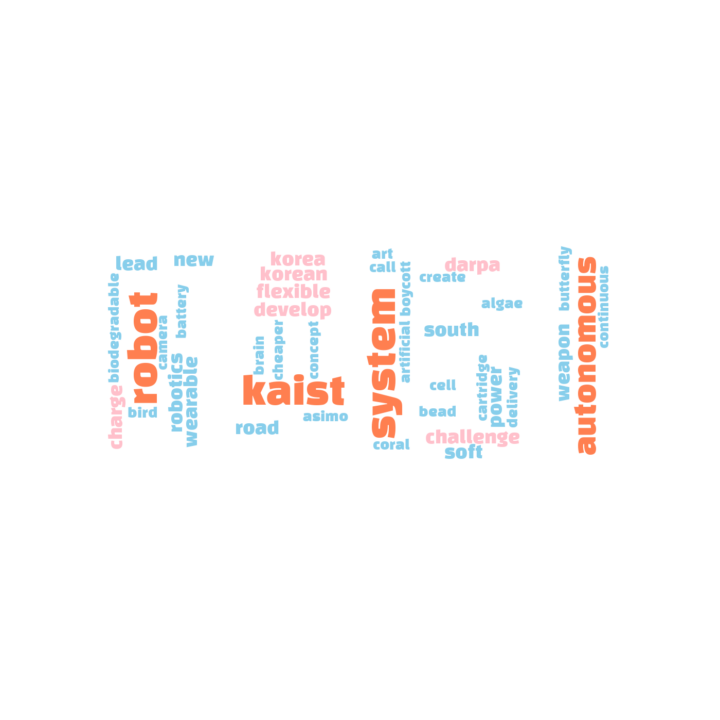 lead
new
biodegradable
robot
camera
battery
charge
bird
robotics
wearable
korea
korean
flexible
develop
brain
cheaper
concept
kaist
road
asimo
art
call
system
artificial
boycott
coral
create
darpa
algae
south
cell
bead
cartridge
power
delivery
challenge
soft
butterfly
weapon
autonomous
continuous